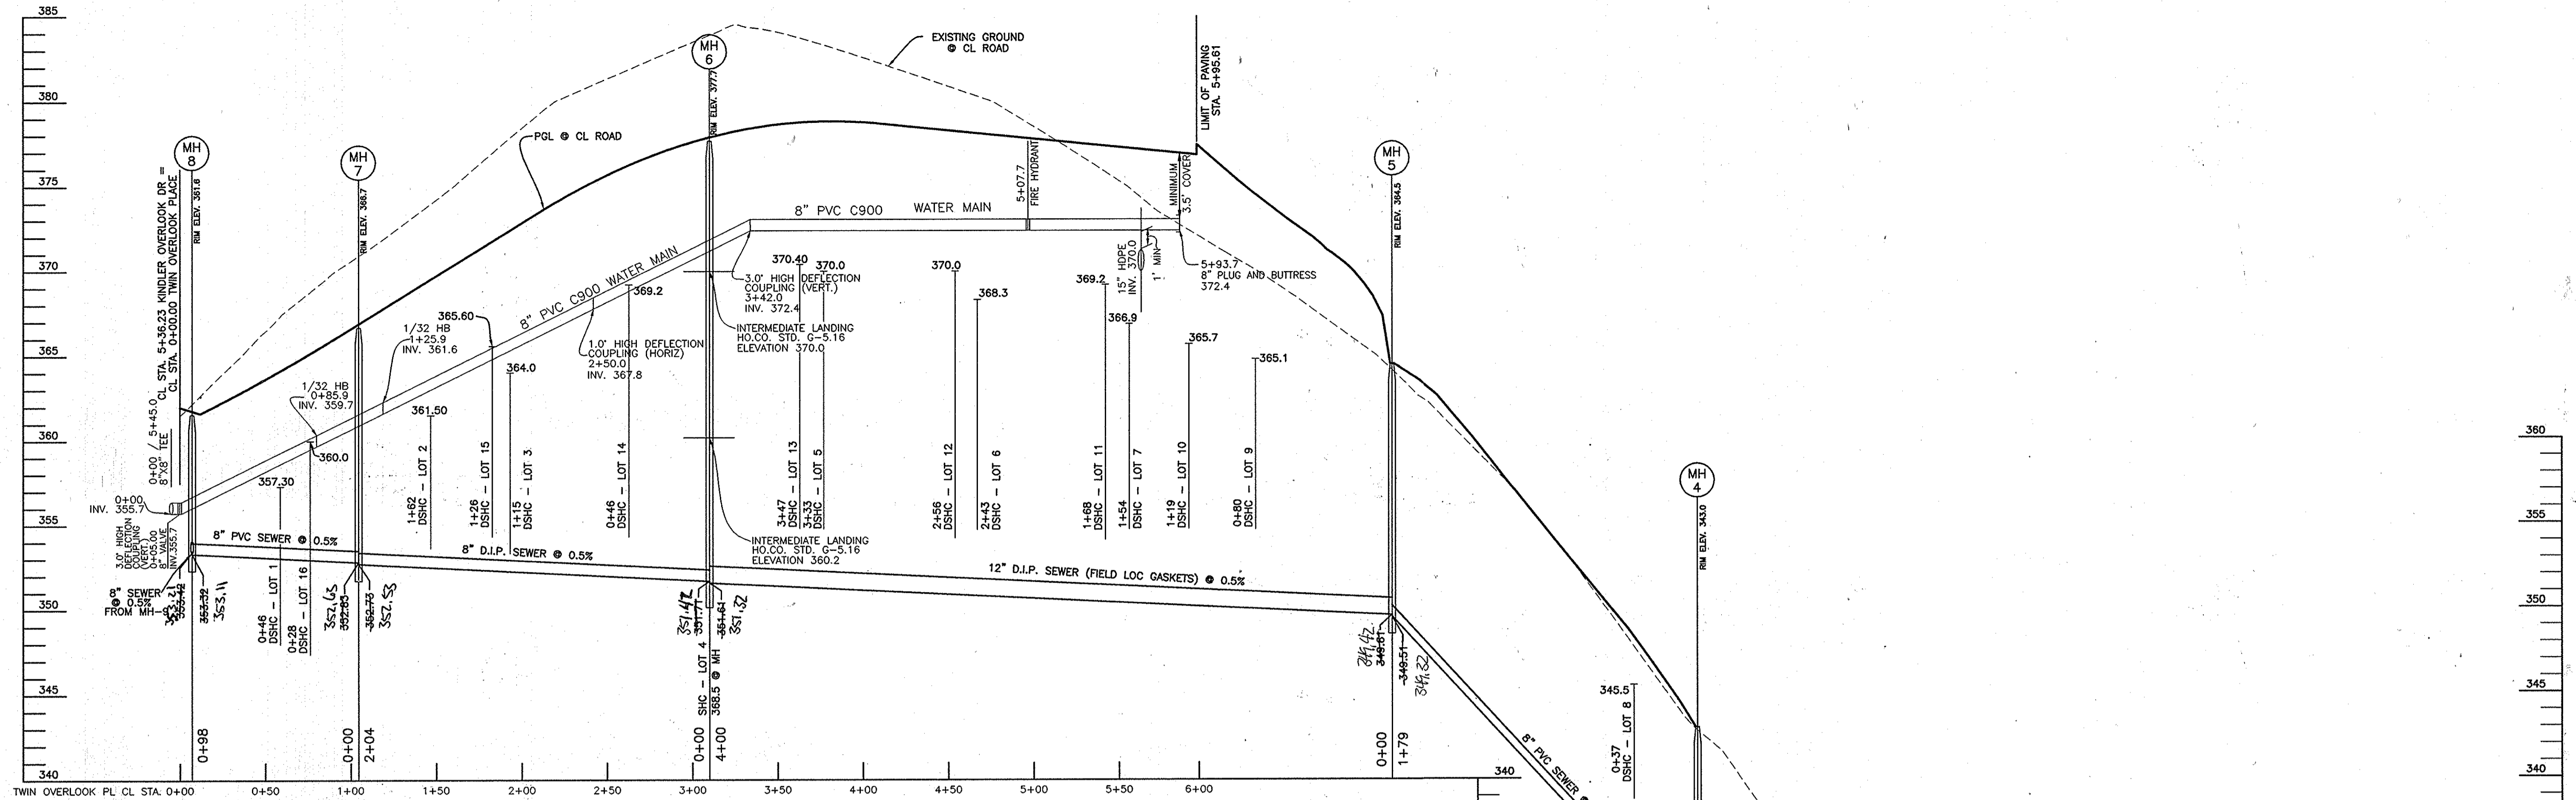 385
380
375
370
365
360
355
350
345
340
MH
8
RIM ELEV. 361.6
CL STA. 5+36.23 KINDLER OVERLOOK DR =
CL STA. 0+00.00 TWIN OVERLOOK PLACE
0+00 / 5+45.0
8"X8" TEE
0+00
INV. 355.7
3.0° HIGH
DEFLECTION
COUPLING
(VERT.)
0+05.00
8" VALVE
INV.355.7
8" SEWER
@ 0.5%
FROM MH-9
353.21
353.42
353.32
353.11
0+98
8" PVC SEWER @ 0.5%
357.30
0+46
DSHC - LOT 1
360.0
0+28
DSHC - LOT 16
1/32 HB
0+85.9
INV. 359.7
MH
7
RIM ELEV. 366.7
352.65
352.83
352.73
352.53
0+00
2+04
1/32 HB
1+25.9
INV. 361.6
361.50
1+62
DSHC - LOT 2
365.60
1+26
DSHC - LOT 15
364.0
1+15
DSHC - LOT 3
8" D.I.P. SEWER @ 0.5%
PGL @ CL ROAD
8" PVC C900 WATER MAIN
1.0° HIGH DEFLECTION
COUPLING (HORIZ)
2+50.0
INV. 367.8
369.2
0+46
DSHC - LOT 14
MH
6
RIM ELEV. 377.7
3.0° HIGH DEFLECTION
COUPLING (VERT.)
3+42.0
INV. 372.4
INTERMEDIATE LANDING
HO.CO. STD. G-5.16
ELEVATION 370.0
INTERMEDIATE LANDING
HO.CO. STD. G-5.16
ELEVATION 360.2
351.42
351.71
351.61
351.32
SHC - LOT 4
368.5 @ MH
0+00
4+00
370.40
3+47
DSHC - LOT 13
370.0
3+33
DSHC - LOT 5
EXISTING GROUND
@ CL ROAD
8" PVC C900 WATER MAIN
370.0
2+56
DSHC - LOT 12
368.3
2+43
DSHC - LOT 6
12" D.I.P. SEWER (FIELD LOC GASKETS) @ 0.5%
5+07.7
FIRE HYDRANT
369.2
1+68
DSHC - LOT 11
366.9
1+54
DSHC - LOT 7
15" HDPE
INV. 370.0
1' MIN
MINIMUM
3.5' COVER
LIMIT OF PAVING
STA. 5+95.61
5+93.7
8" PLUG AND BUTTRESS
372.4
365.7
1+19
DSHC - LOT 10
365.1
0+80
DSHC - LOT 9
MH
5
RIM ELEV. 364.5
349.42
349.61
349.51
349.32
0+00
1+79
8" PVC SEWER @
345.5
0+37
DSHC - LOT 8
MH
4
RIM ELEV. 343.0
360
355
350
345
340
340
TWIN OVERLOOK PL CL STA. 0+00 0+50 1+00 1+50 2+00 2+50 3+00 3+50 4+00 4+50 5+00 5+50 6+00